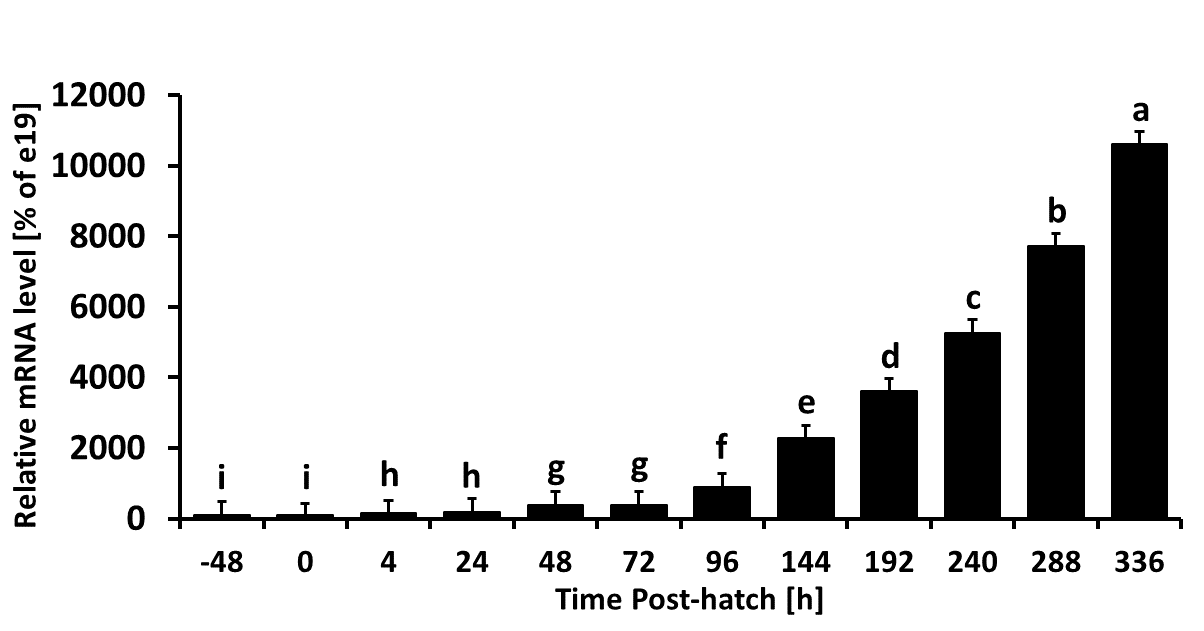 Relative mRNA level [% of e19]
12000
10000
8000
6000
4000
2000
0
i i h h g g f e d c b a
-48 0 4 24 48 72 96 144 192 240 288 336
Time Post-hatch [h]